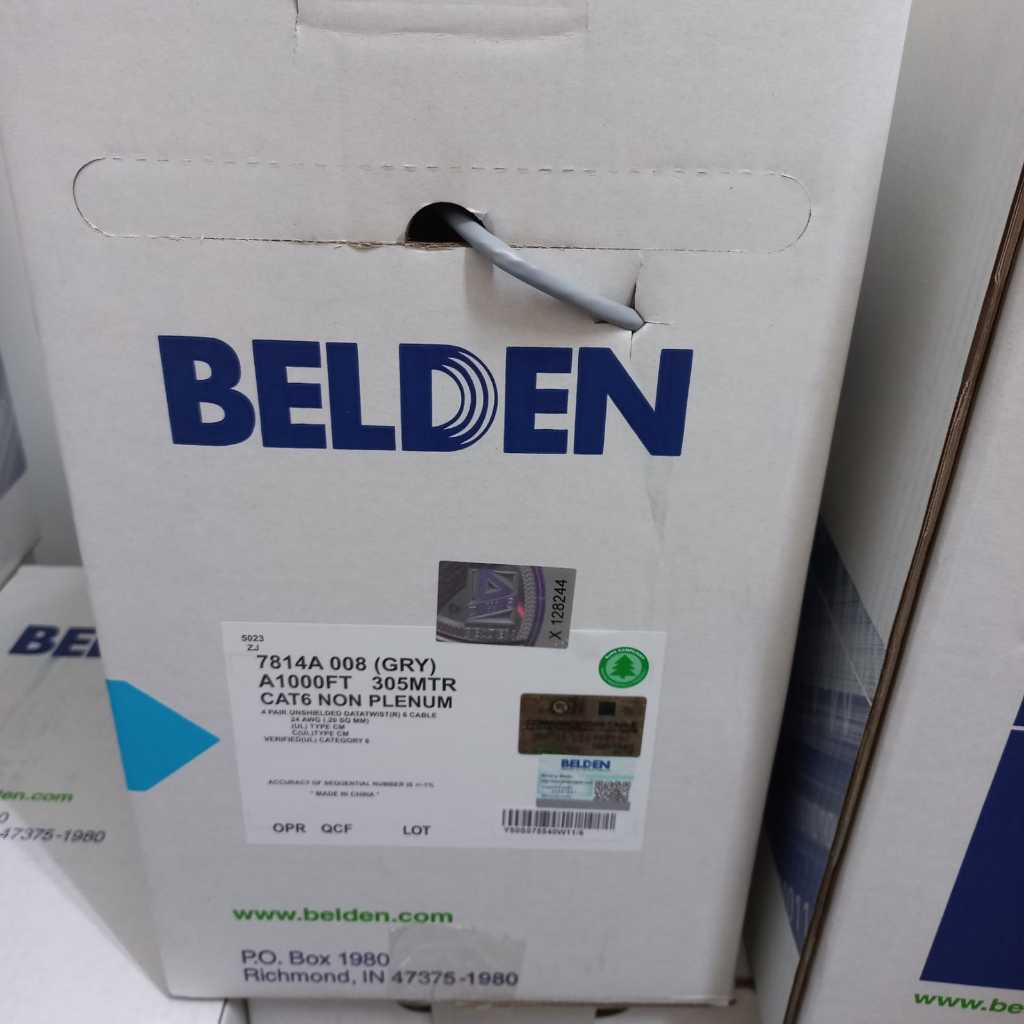 BELDEN
X 128244
BELDEN
5023
ZJ
7814A 008 (GRY)
A1000FT 305MTR
CAT6 NON PLENUM
4 PAIR UNSHIELDED DATATWIST(R) 6 CABLE
24 AWG (.20 SQ MM)
(UL) TYPE CM
C(UL)TYPE CM
VERIFIED(UL) CATEGORY 6
ACCURACY OF SEQUENTIAL NUMBER IS +/-1%
" MADE IN CHINA "
OPR QCF LOT
BELDEN
www.belden.com
P.O. Box 1980
Richmond, IN 47375-1980
BE
en.com
47375-1980
www.be